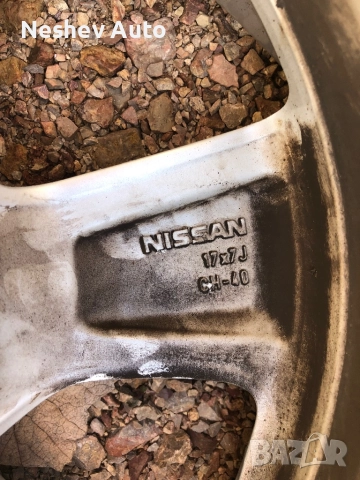 Neshev Auto
NISSAN
17x7J
CH-40
BAZAR